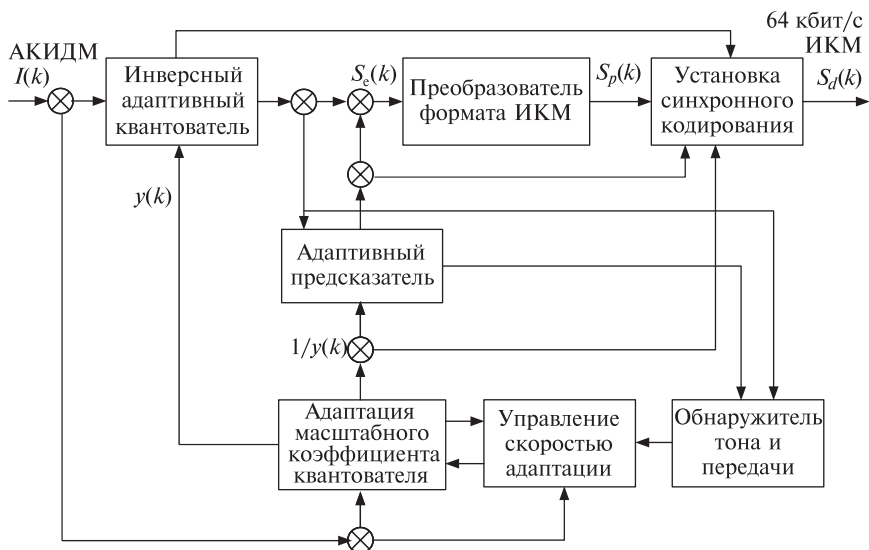 64 кбит/с
АКИДМ
ИКМ
I(k)
Инверсный
адаптивный
квантователь
Se(k)
Преобразователь
формата ИКМ
Sp(k)
Установка
синхронного
кодирования
Sd(k)
y(k)
Адаптивный
предсказатель
1/y(k)
Адаптация
масштабного
коэффициента
квантователя
Управление
скоростью
адаптации
Обнаружитель
тона и
передачи